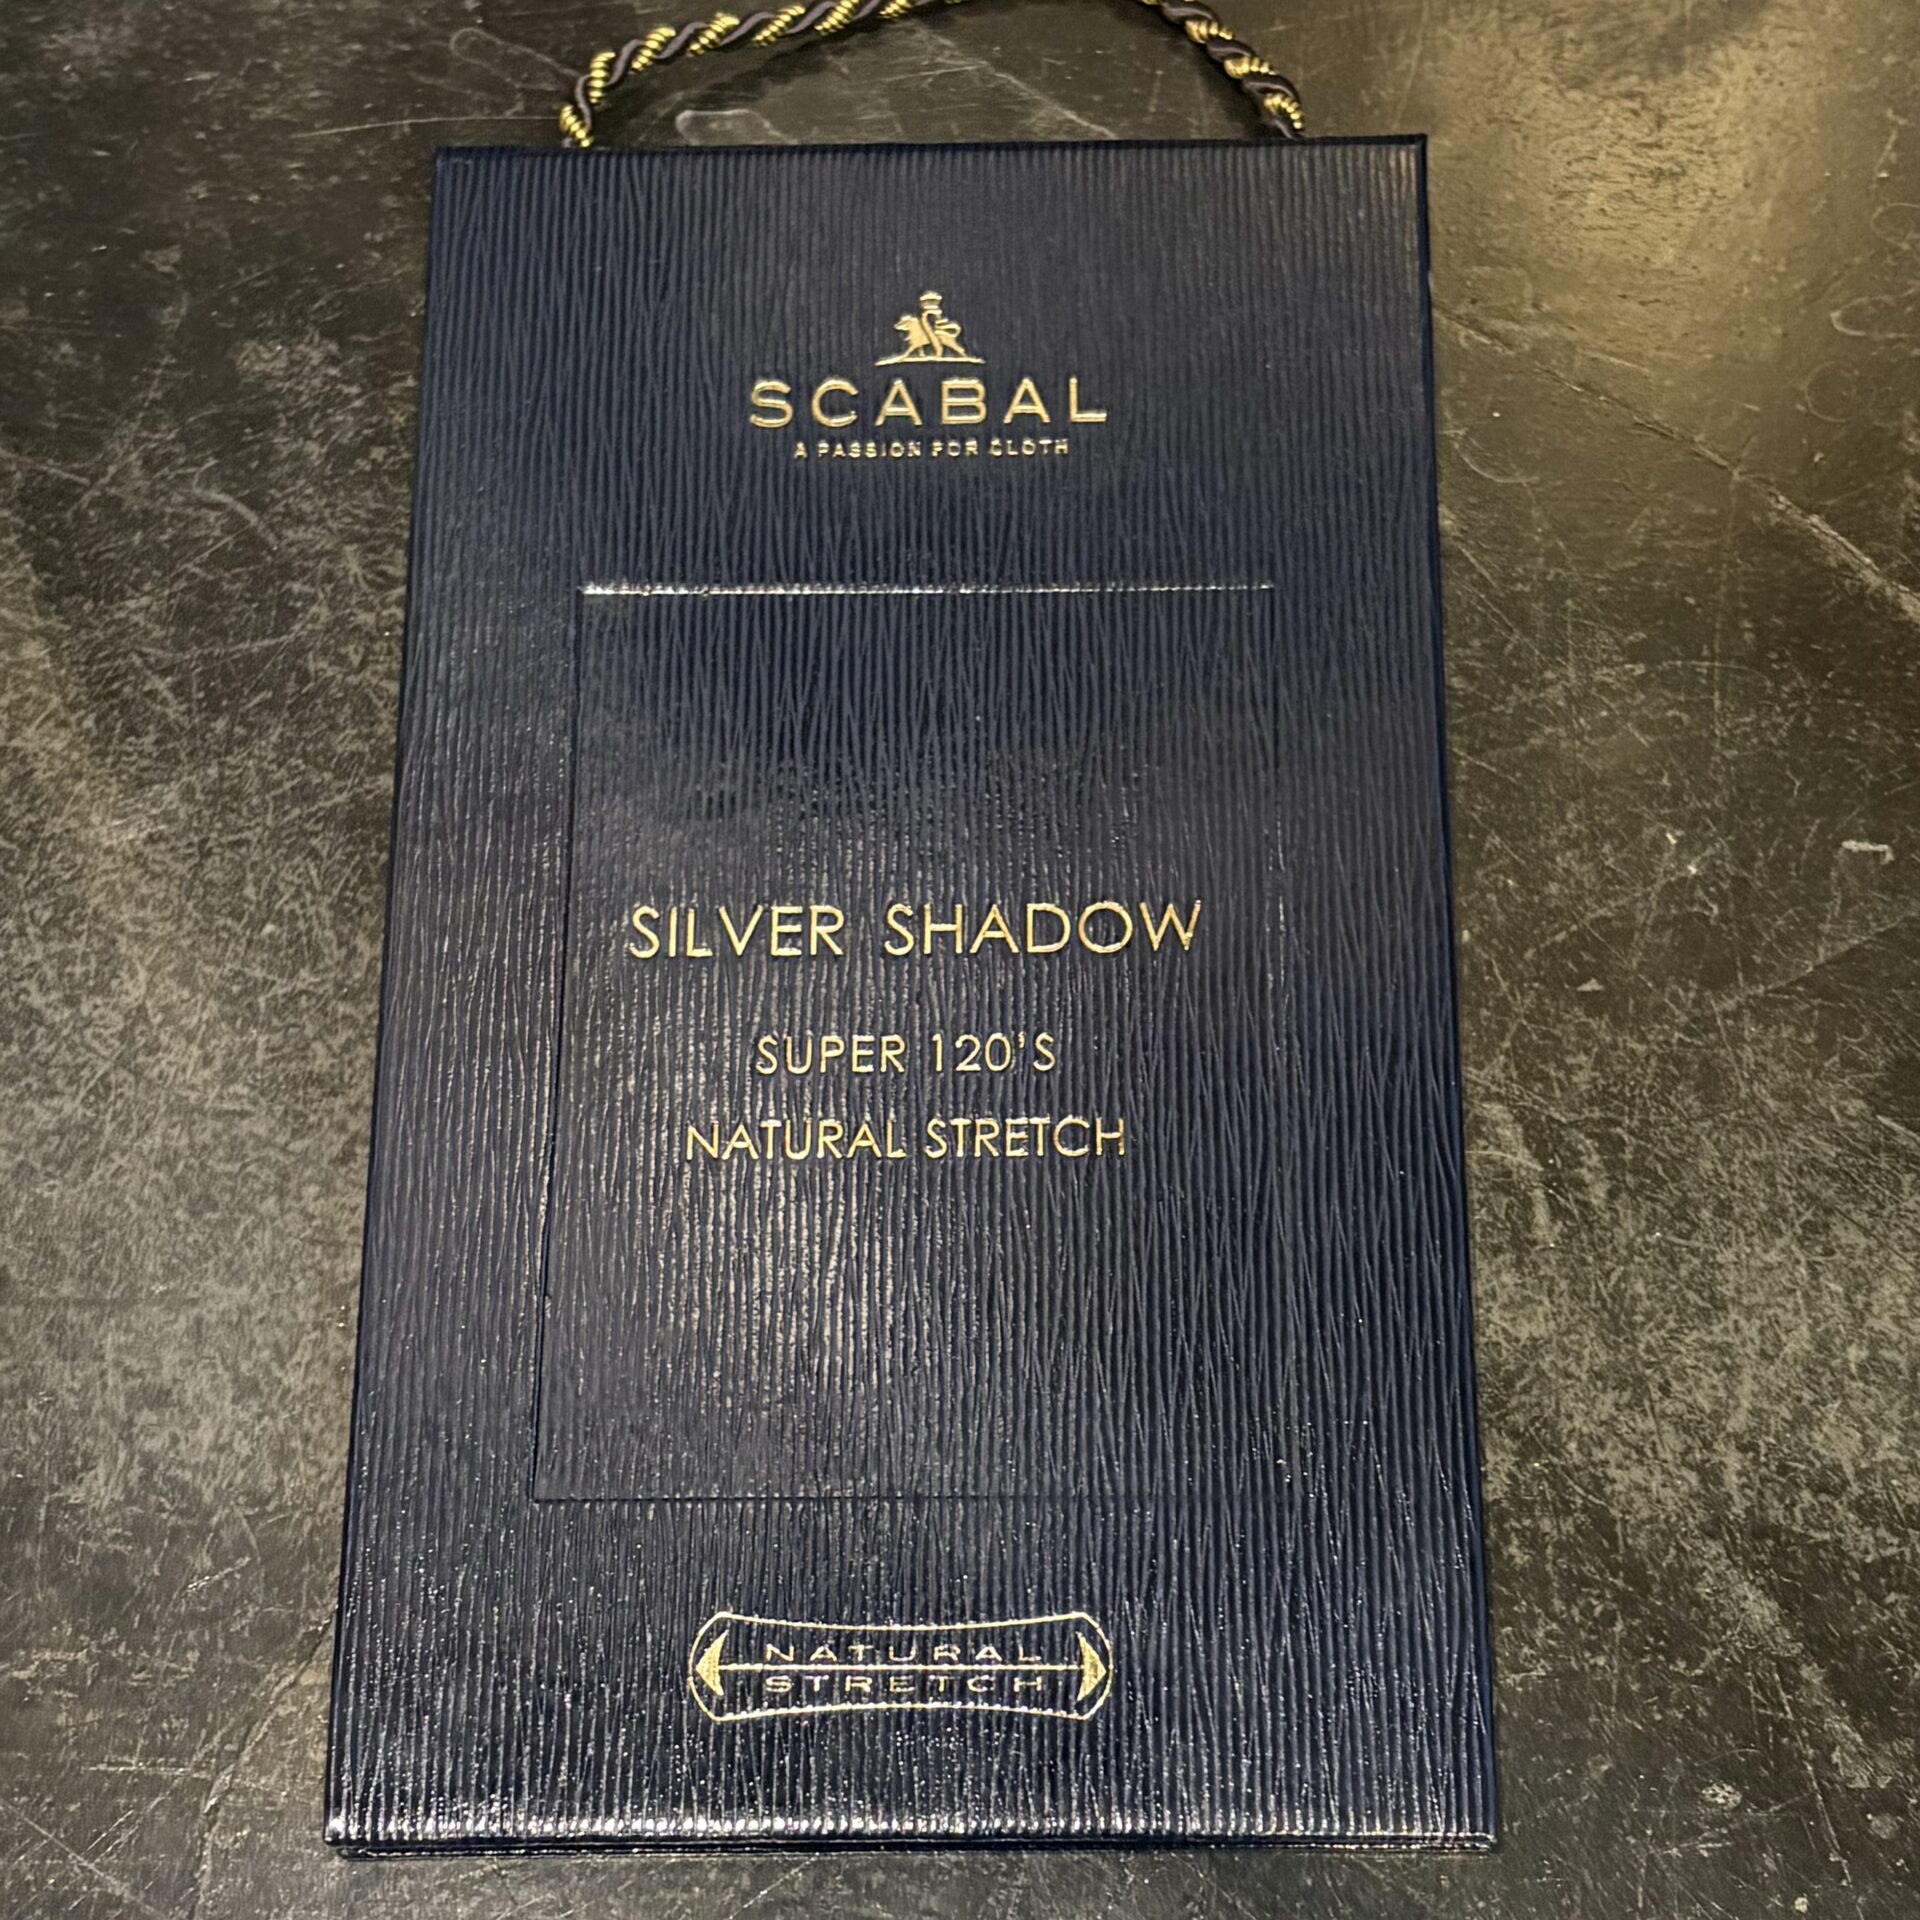 SCABAL
A PASSION FOR CLOTH
SILVER SHADOW
SUPER 120'S
NATURAL STRETCH
NATURAL
STRETCH